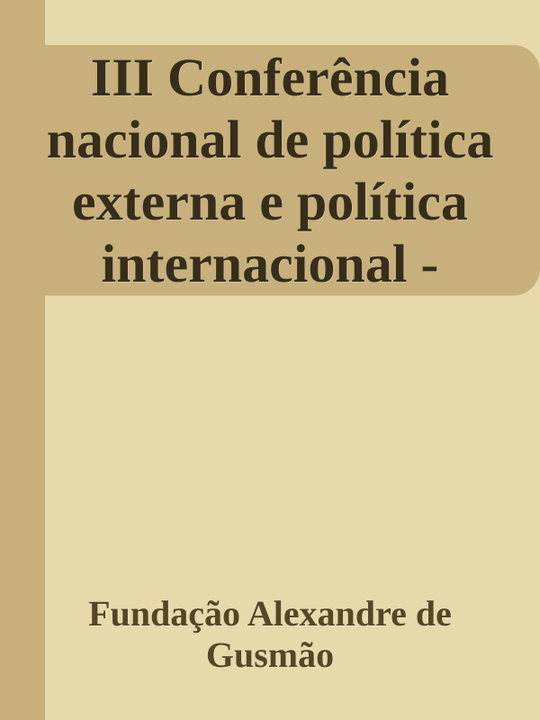 III Conferência
nacional de política
externa e política
internacional -
Fundação Alexandre de
Gusmão